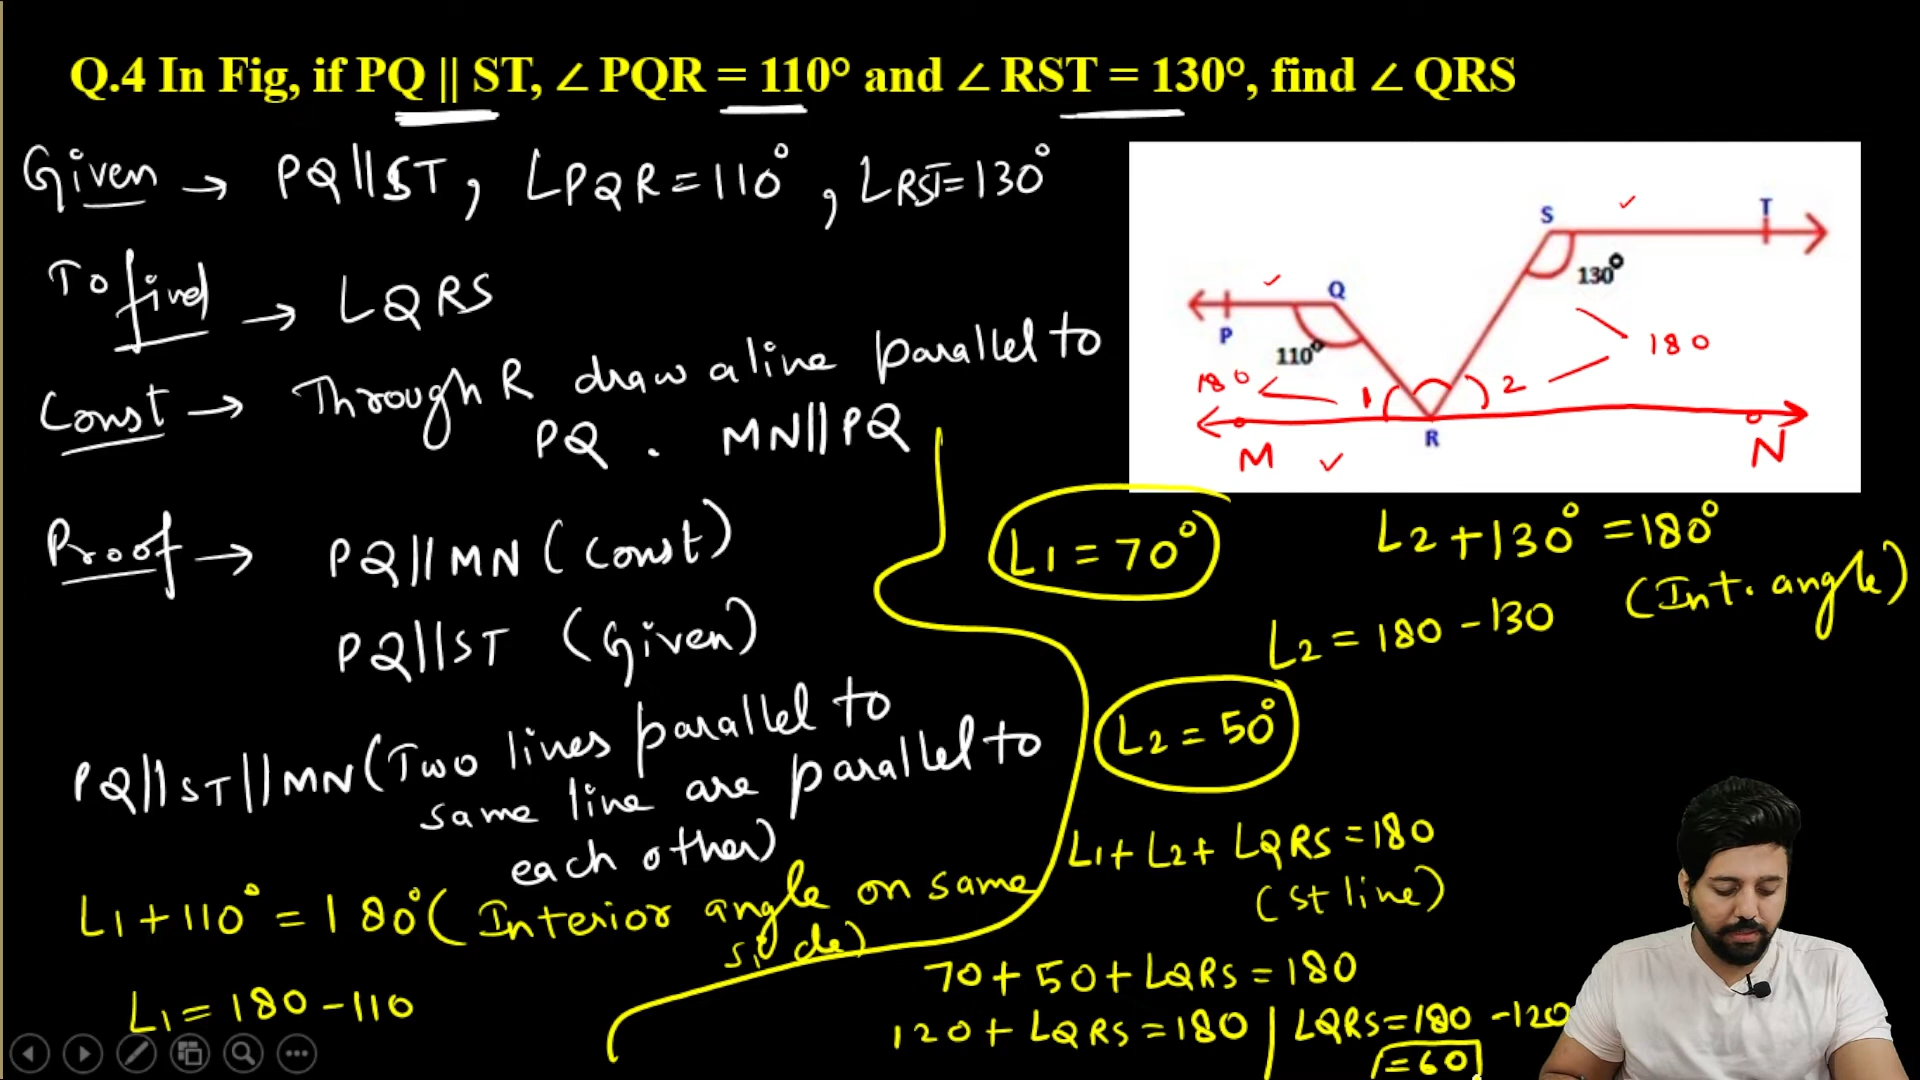 Q.4 In Fig, if PQ || ST, ∠ PQR = 110° and ∠ RST = 130°, find ∠ QRS
Given → PQ||ST, ∠PQR=110°, ∠RST=130°
To find → ∠QRS
Const → Through R draw a line parallel to
PQ. MN||PQ
Proof → PQ||MN (Const)
PQ||ST (Given)
PQ||ST||MN (Two lines parallel to
same line are parallel to
each other)
∠1+110°=180° (Interior angle on same
side)
∠1=180-110
S
T
130°
Q
P
110°
180
180
1
2
R
M
N
∠1=70°
∠2+130°=180°
(Int. angle)
∠2=180-130
∠2=50°
∠1+∠2+∠QRS=180
(st line)
70+50+∠QRS=180
120+∠QRS=180
∠QRS=180-120
=60